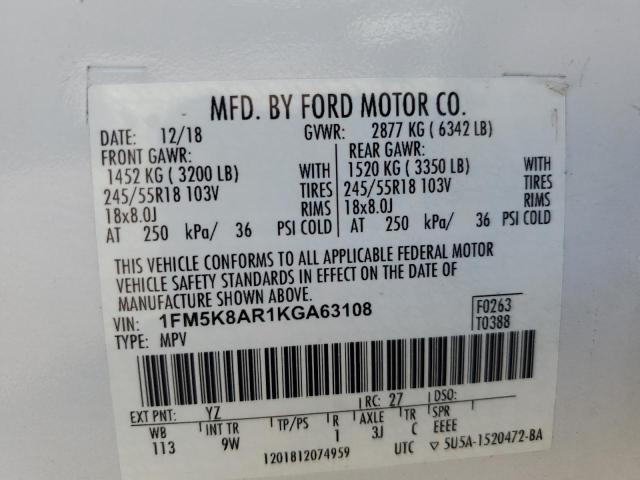 MFD. BY FORD MOTOR CO.
DATE: 12/18 GVWR: 2877 KG ( 6342 LB)
FRONT GAWR: REAR GAWR:
1452 KG ( 3200 LB) WITH 1520 KG ( 3350 LB) WITH
245/55R18 103V TIRES 245/55R18 103V TIRES
18x8.0J RIMS 18x8.0J RIMS
AT 250 kPa/ 36 PSI COLD AT 250 kPa/ 36 PSI COLD
THIS VEHICLE CONFORMS TO ALL APPLICABLE FEDERAL MOTOR
VEHICLE SAFETY STANDARDS IN EFFECT ON THE DATE OF
MANUFACTURE SHOWN ABOVE.
VIN: 1FM5K8AR1KGA63108 F0263
TYPE: MPV T0388
EXT PNT: YZ RC: 27 DSO:
WB INT TR TP/PS R AXLE TR SPR
113 9W 1 3J C EEEE
1201812074959 UTC ▽ 5U5A-1520472-BA